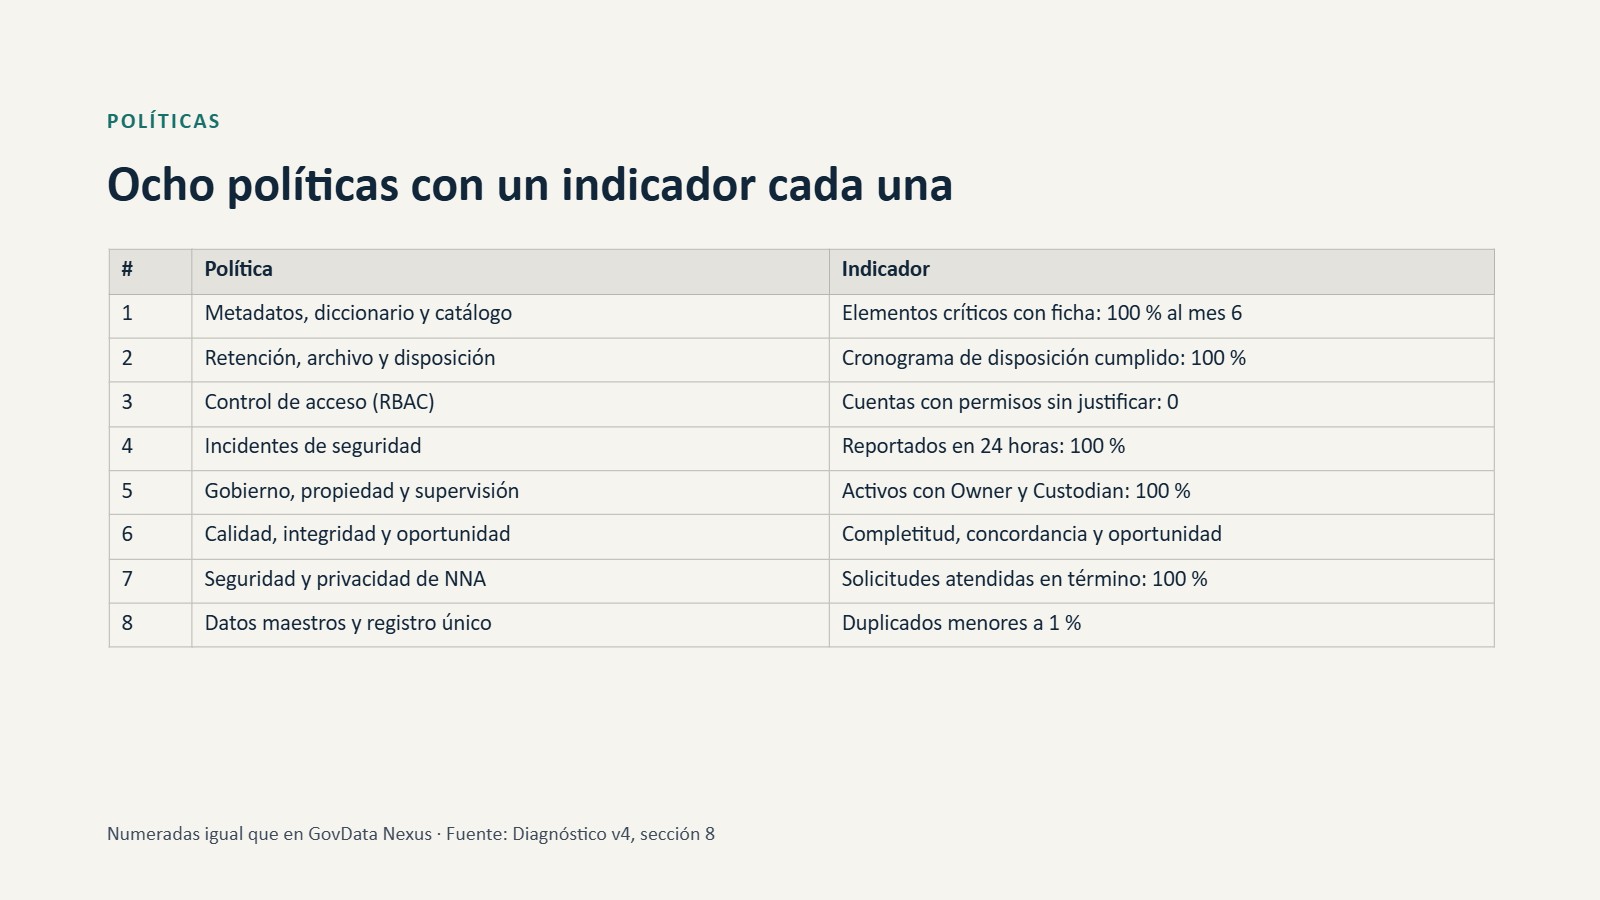 POLÍTICAS
Ocho políticas con un indicador cada una
# Política Indicador
1 Metadatos, diccionario y catálogo Elementos críticos con ficha: 100 % al mes 6
2 Retención, archivo y disposición Cronograma de disposición cumplido: 100 %
3 Control de acceso (RBAC) Cuentas con permisos sin justificar: 0
4 Incidentes de seguridad Reportados en 24 horas: 100 %
5 Gobierno, propiedad y supervisión Activos con Owner y Custodian: 100 %
6 Calidad, integridad y oportunidad Completitud, concordancia y oportunidad
7 Seguridad y privacidad de NNA Solicitudes atendidas en término: 100 %
8 Datos maestros y registro único Duplicados menores a 1 %
Numeradas igual que en GovData Nexus · Fuente: Diagnóstico v4, sección 8